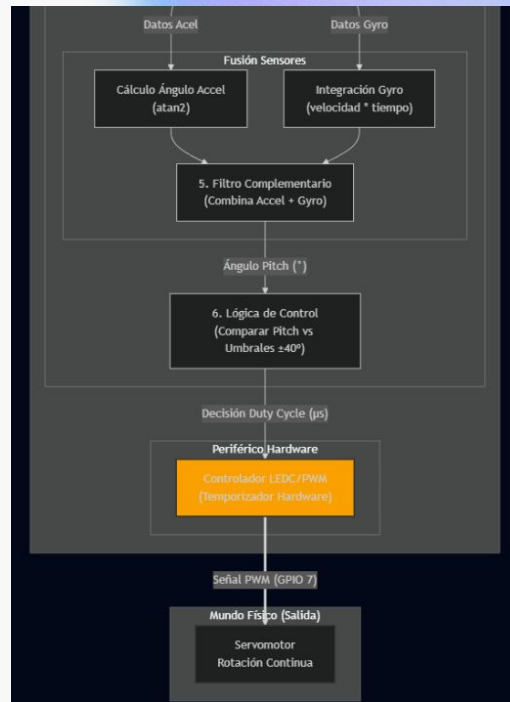 Datos Acel
Datos Gyro
Fusión Sensores
Cálculo Ángulo Accel
(atan2)
Integración Gyro
(velocidad * tiempo)
5. Filtro Complementario
(Combina Accel + Gyro)
Ángulo Pitch (°)
6. Lógica de Control
(Comparar Pitch vs
Umbrales ±40º)
Decisión Duty Cycle (µs)
Periférico Hardware
Controlador LEDC/PWM
(Temporizador Hardware)
Señal PWM (GPIO 7)
Mundo Físico (Salida)
Servomotor
Rotación Continua